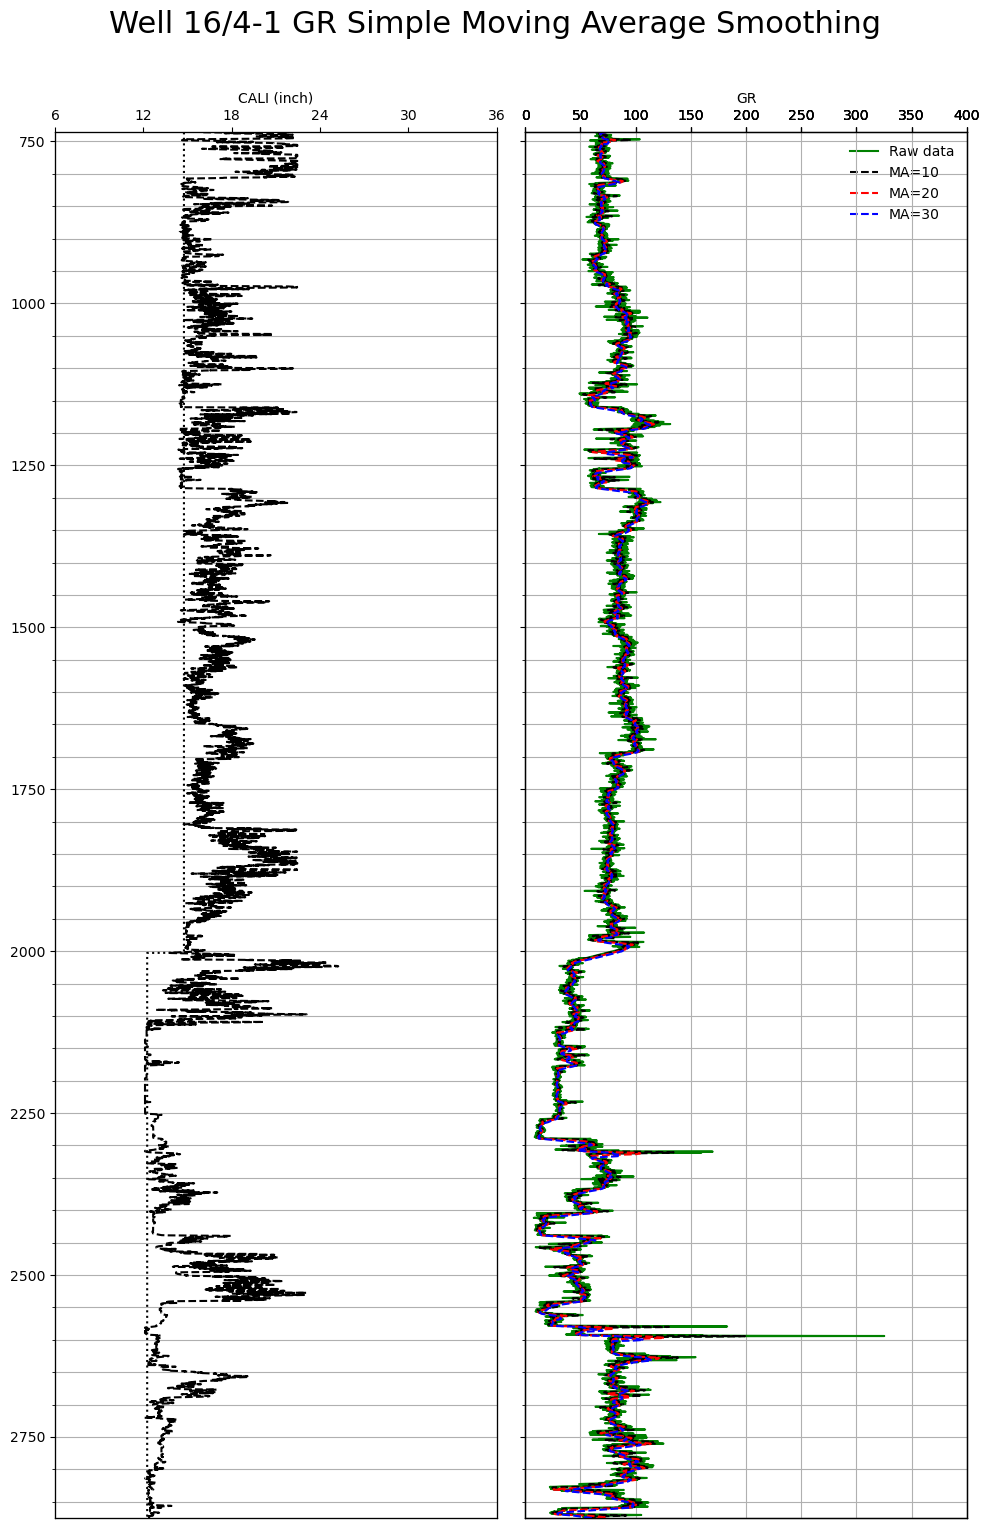 Well 16/4-1 GR Simple Moving Average Smoothing
CALI (inch)
6 12 18 24 30 36
GR
0 50 100 150 200 250 300 350 400
Raw data
MA=10
MA=20
MA=30
750
1000
1250
1500
1750
2000
2250
2500
2750